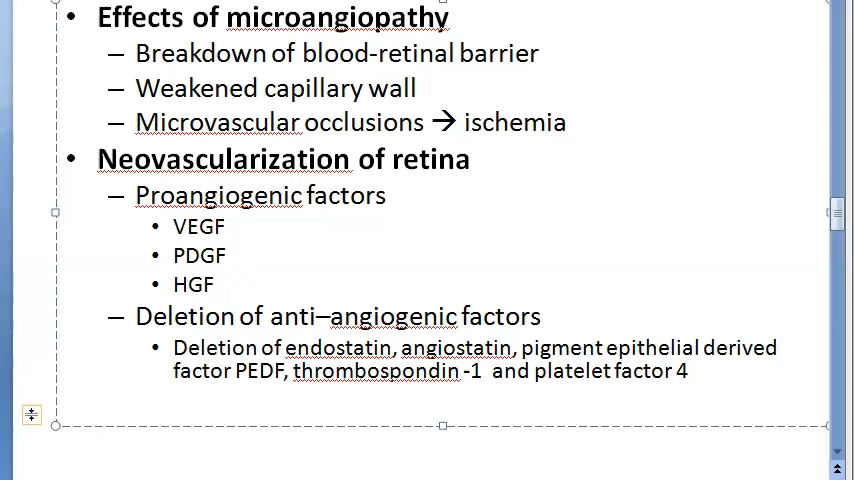 • Effects of microangiopathy
– Breakdown of blood-retinal barrier
– Weakened capillary wall
– Microvascular occlusions → ischemia
• Neovascularization of retina
– Proangiogenic factors
• VEGF
• PDGF
• HGF
– Deletion of anti–angiogenic factors
• Deletion of endostatin, angiostatin, pigment epithelial derived
factor PEDF, thrombospondin -1 and platelet factor 4